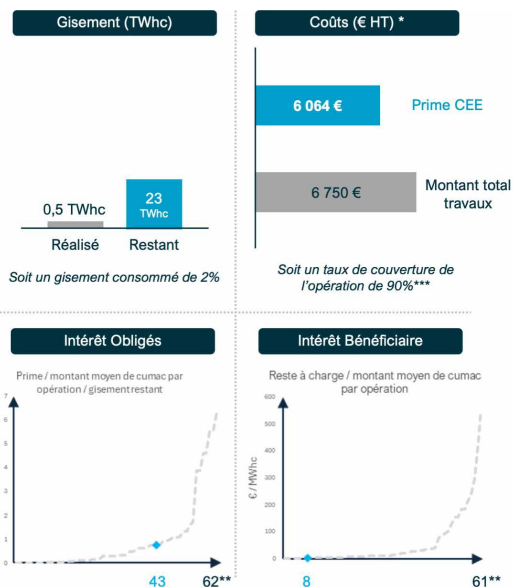 Gisement (TWhc)
0,5 TWhc
23
TWhc
Réalisé
Restant
Soit un gisement consommé de 2%
Coûts (€ HT) *
6 064 €
Prime CEE
6 750 €
Montant total
travaux
Soit un taux de couverture de
l'opération de 90%***
Intérêt Obligés
Prime / montant moyen de cumac par
opération / gisement restant
7
6
5
4
3
2
1
0
43
62**
Intérêt Bénéficiaire
Reste à charge / montant moyen de cumac
par opération
€ / MWhc
600
500
400
300
200
100
0
8
61**